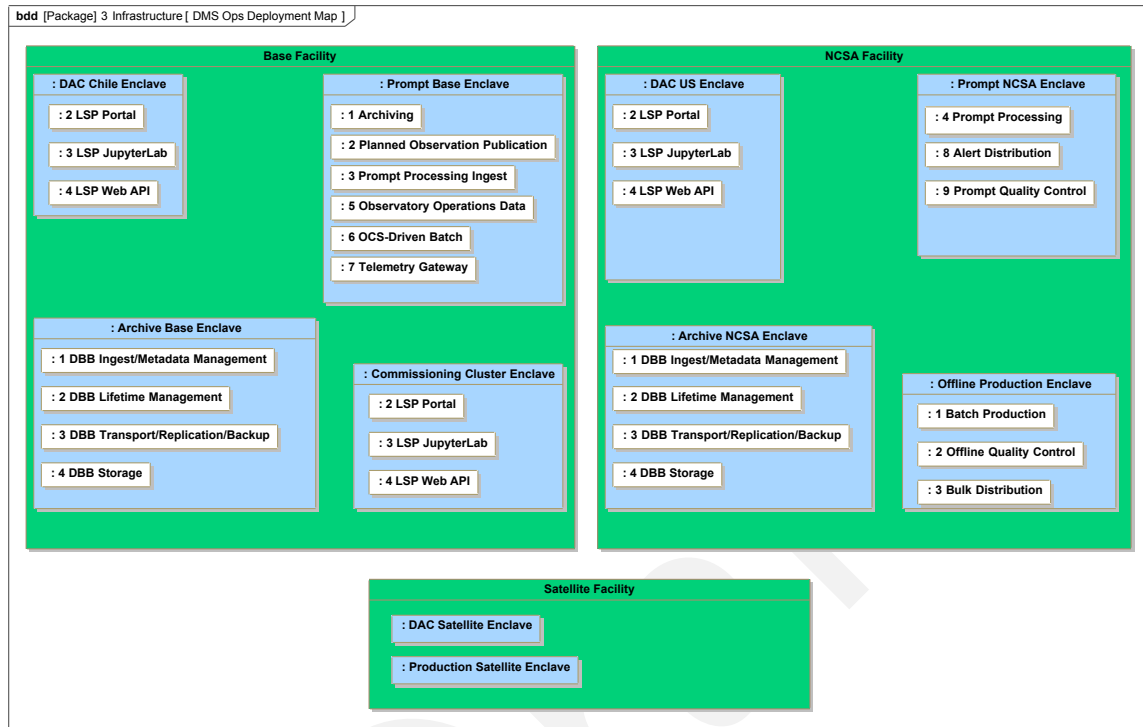 bdd [Package] 3 Infrastructure [ DMS Ops Deployment Map ]
Base Facility
: DAC Chile Enclave
: 2 LSP Portal
: 3 LSP JupyterLab
: 4 LSP Web API
: Prompt Base Enclave
: 1 Archiving
: 2 Planned Observation Publication
: 3 Prompt Processing Ingest
: 5 Observatory Operations Data
: 6 OCS-Driven Batch
: 7 Telemetry Gateway
: Archive Base Enclave
: 1 DBB Ingest/Metadata Management
: 2 DBB Lifetime Management
: 3 DBB Transport/Replication/Backup
: 4 DBB Storage
: Commissioning Cluster Enclave
: 2 LSP Portal
: 3 LSP JupyterLab
: 4 LSP Web API
NCSA Facility
: DAC US Enclave
: 2 LSP Portal
: 3 LSP JupyterLab
: 4 LSP Web API
: Prompt NCSA Enclave
: 4 Prompt Processing
: 8 Alert Distribution
: 9 Prompt Quality Control
: Archive NCSA Enclave
: 1 DBB Ingest/Metadata Management
: 2 DBB Lifetime Management
: 3 DBB Transport/Replication/Backup
: 4 DBB Storage
: Offline Production Enclave
: 1 Batch Production
: 2 Offline Quality Control
: 3 Bulk Distribution
Satellite Facility
: DAC Satellite Enclave
: Production Satellite Enclave